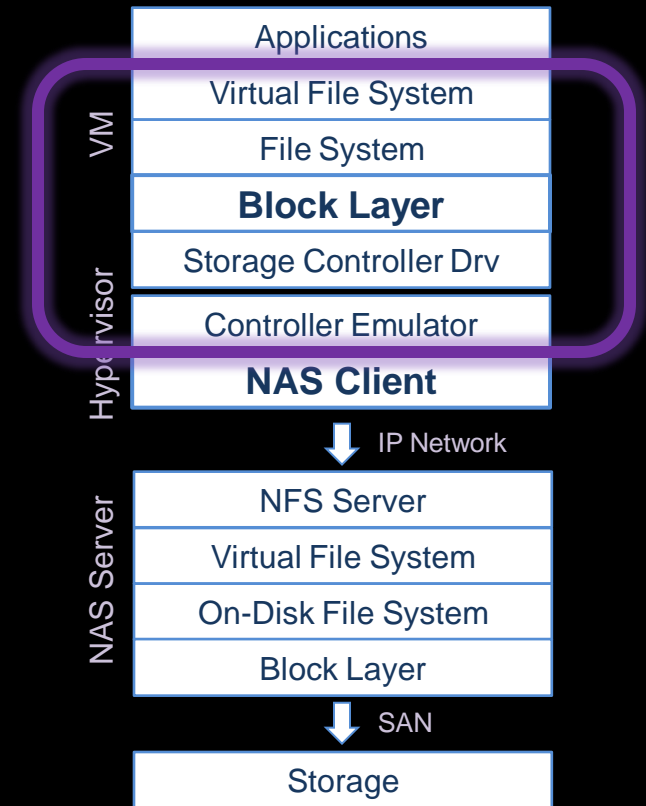 Applications
Virtual File System
VM
File System
Block Layer
Storage Controller Drv
Hypervisor
Controller Emulator
NAS Client
IP Network
NAS Server
NFS Server
Virtual File System
On-Disk File System
Block Layer
SAN
Storage